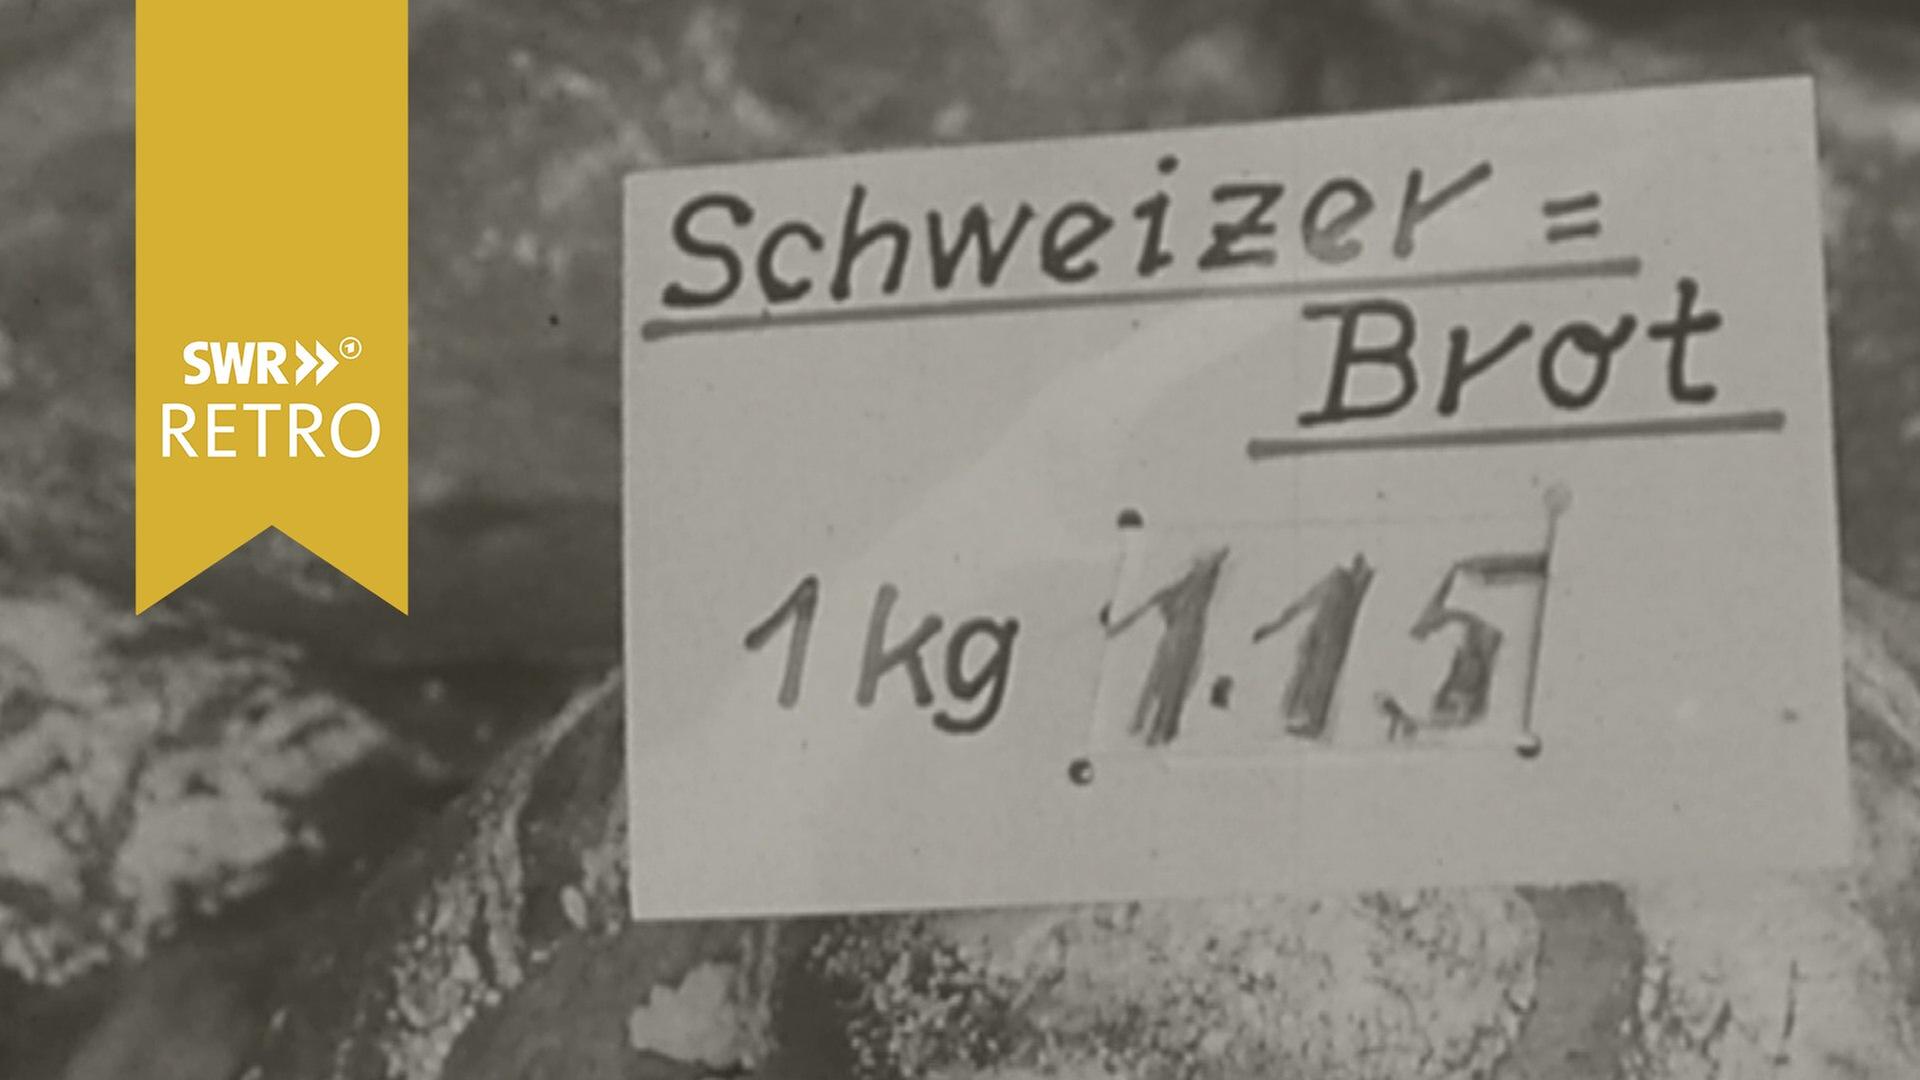 SWR»
RETRO
Schweizer =
Brot
1 kg 1.15